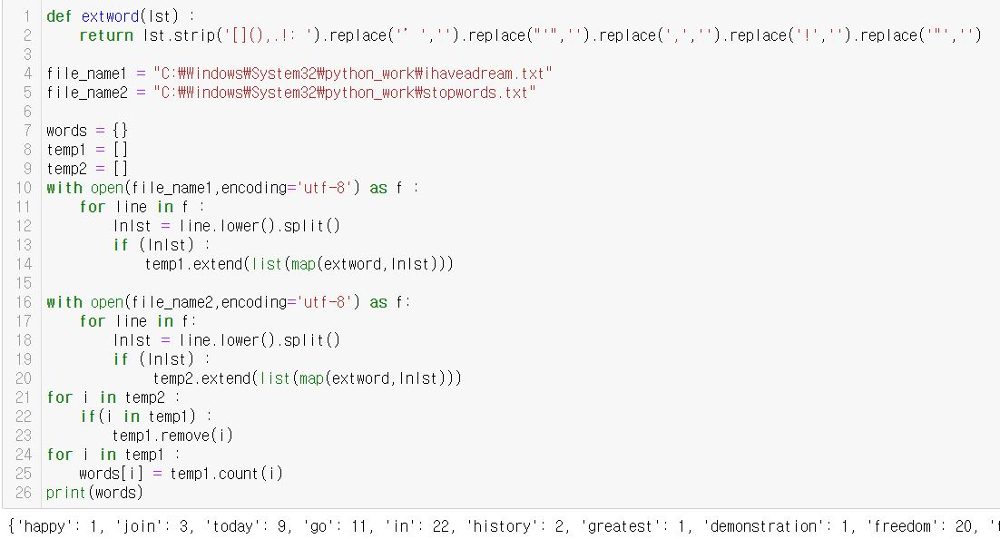 1 def extword(lst) :
2     return lst.strip('[](),.!: ').replace('’ ','').replace("'",'').replace(',','').replace('!','').replace('"','')
3
4 file_name1 = "C:₩Windows₩System32₩python_work₩ihaveadream.txt"
5 file_name2 = "C:₩Windows₩System32₩python_work₩stopwords.txt"
6
7 words = {}
8 temp1 = []
9 temp2 = []
10 with open(file_name1,encoding='utf-8') as f :
11     for line in f :
12         lnlst = line.lower().split()
13         if (lnlst) :
14             temp1.extend(list(map(extword,lnlst)))
15
16 with open(file_name2,encoding='utf-8') as f:
17     for line in f:
18         lnlst = line.lower().split()
19         if (lnlst) :
20              temp2.extend(list(map(extword,lnlst)))
21 for i in temp2 :
22     if(i in temp1) :
23         temp1.remove(i)
24 for i in temp1 :
25     words[i] = temp1.count(i)
26 print(words)
{'happy': 1, 'join': 3, 'today': 9, 'go': 11, 'in': 22, 'history': 2, 'greatest': 1, 'demonstration': 1, 'freedom': 20,